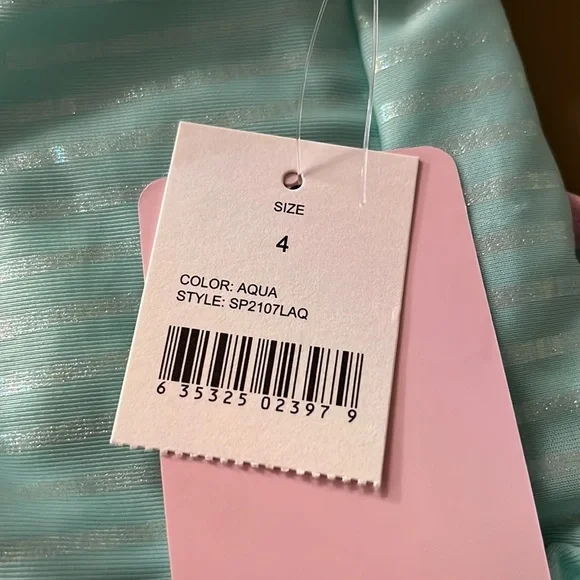 SIZE
4
COLOR: AQUA
STYLE: SP2107LAQ
6 35325 02397 9